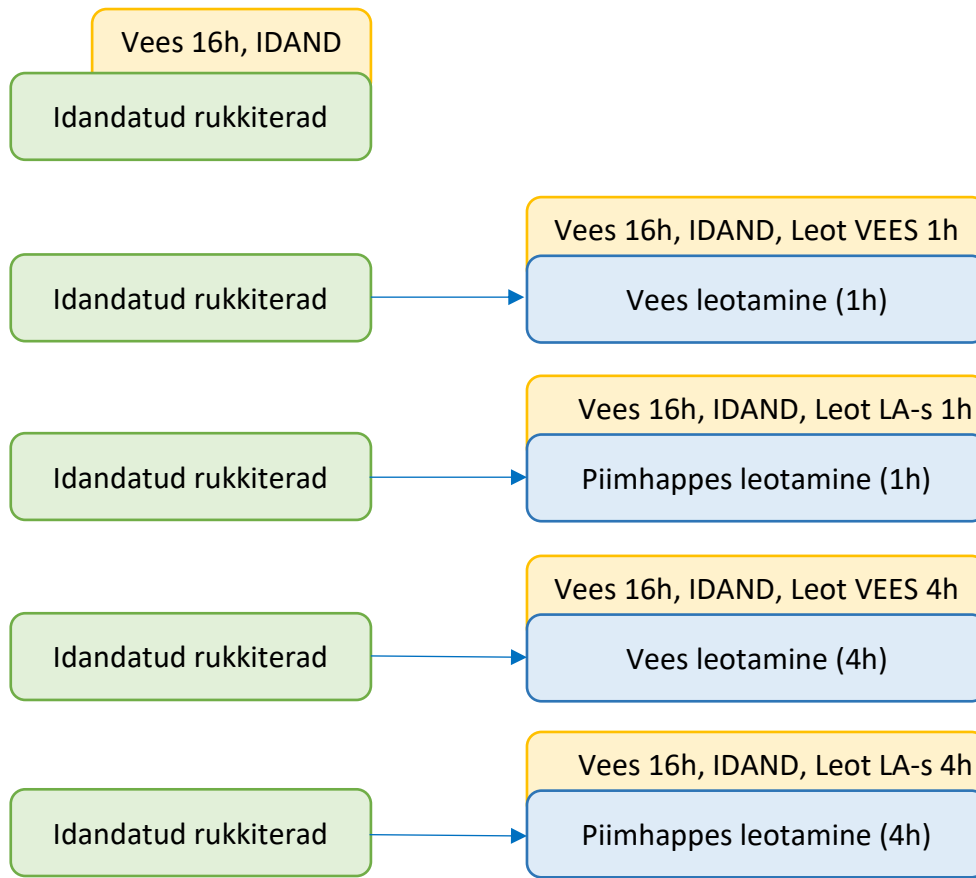 Vees 16h, IDAND
Idandatud rukkiterad
Vees 16h, IDAND, Leot VEES 1h
Idandatud rukkiterad
Vees leotamine (1h)
Vees 16h, IDAND, Leot LA-s 1h
Idandatud rukkiterad
Piimhappes leotamine (1h)
Vees 16h, IDAND, Leot VEES 4h
Idandatud rukkiterad
Vees leotamine (4h)
Vees 16h, IDAND, Leot LA-s 4h
Idandatud rukkiterad
Piimhappes leotamine (4h)